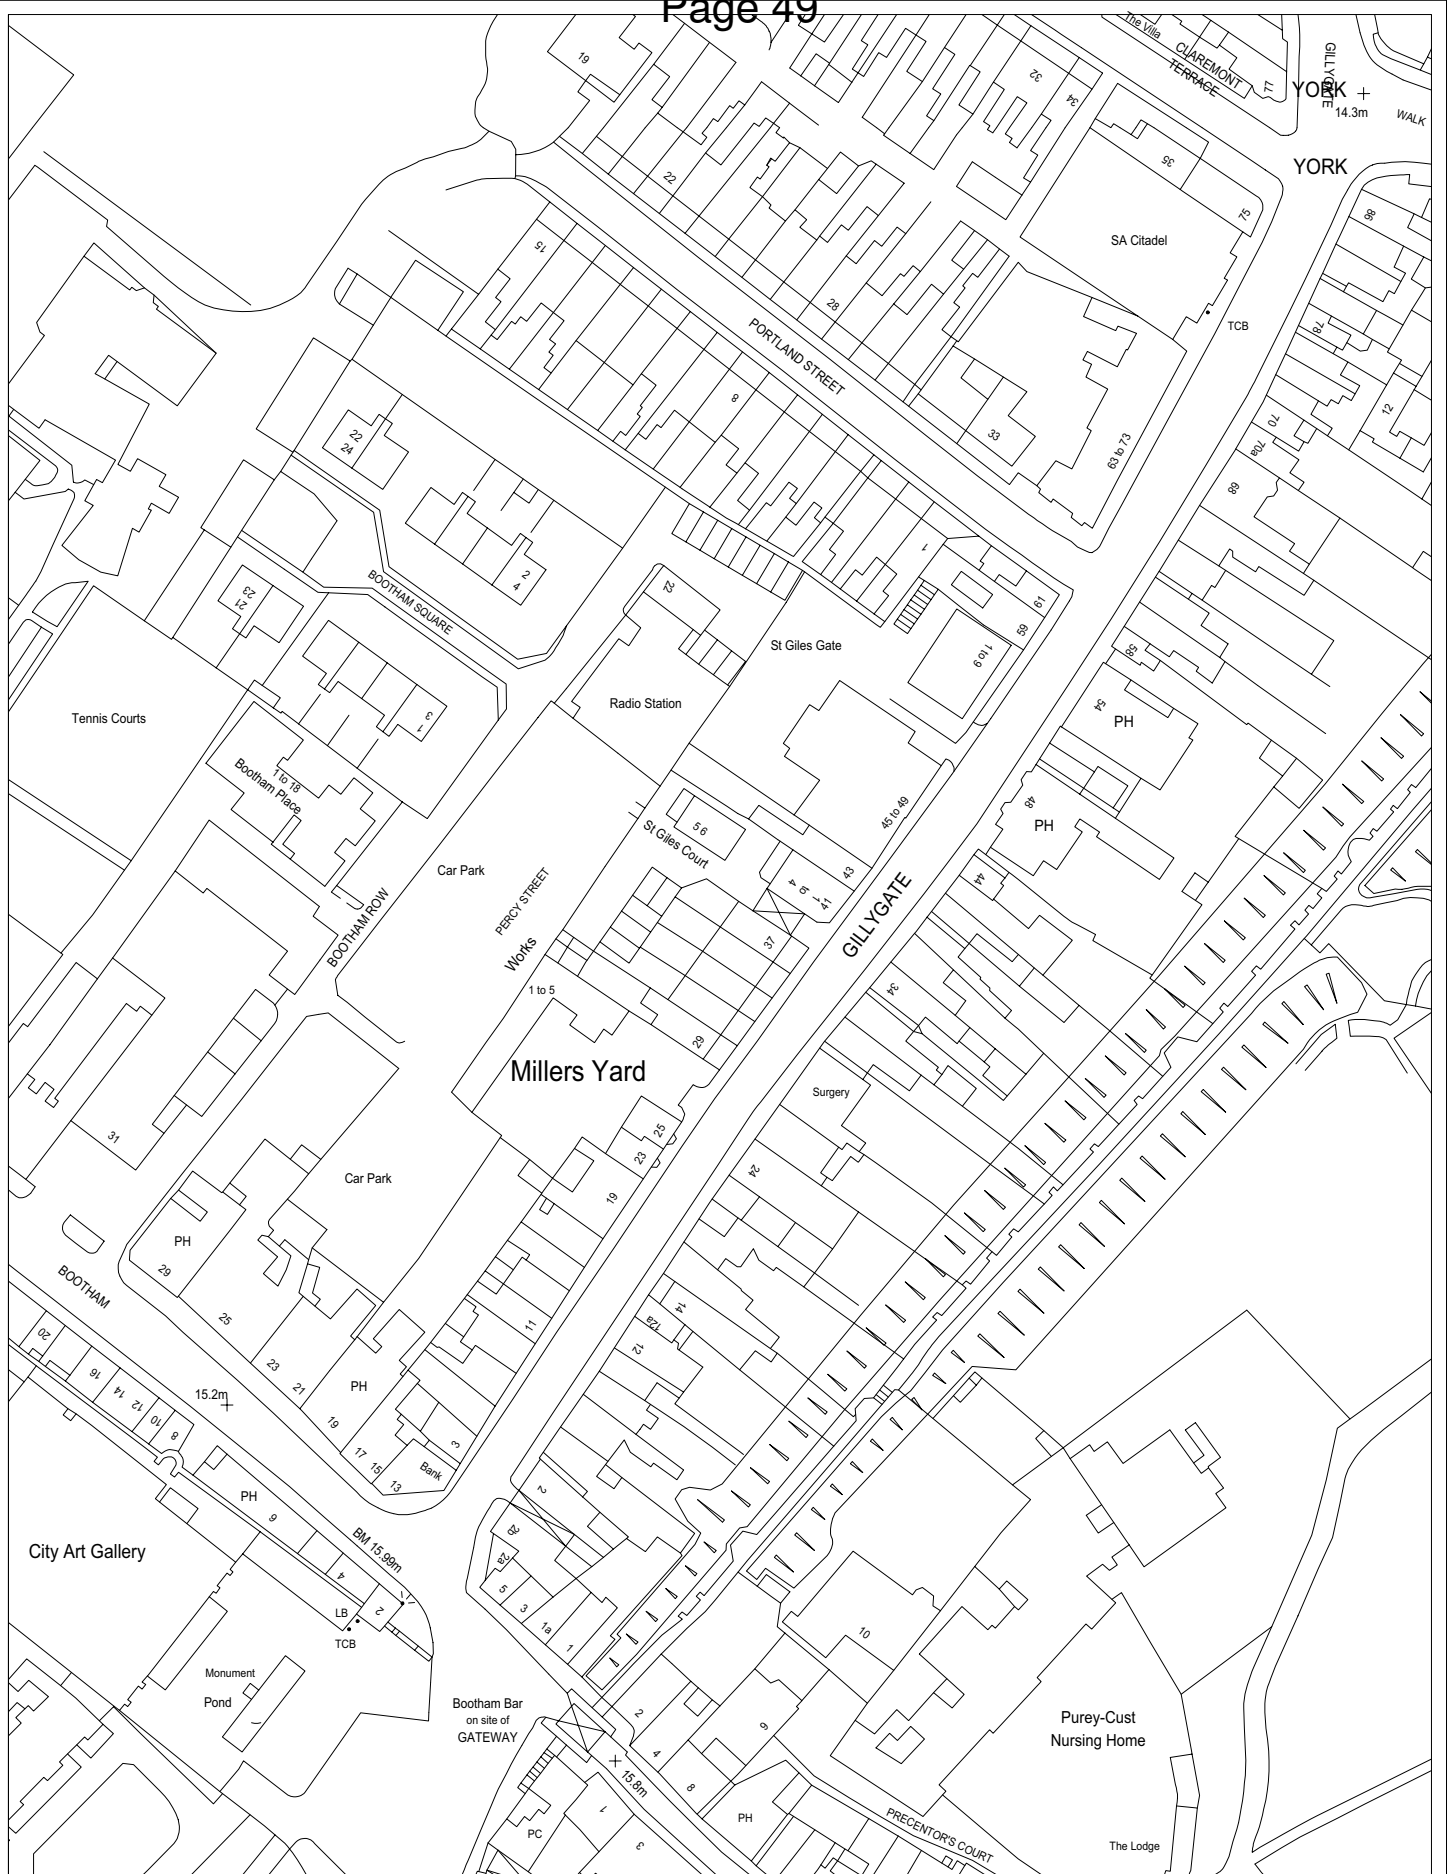 Page 49
The Villa
CLAREMONT
TERRACE
LL
GILLYGATE
YORK
14.3m
WALK
YORK
19
32
34
35
75
86
SA Citadel
TCB
22
28
15
PORTLAND STREET
8
33
63 to 73
78
12
70
70a
68
22
24
2
4
BOOTHAM SQUARE
23
21
3
1
22
1
61
59
1 to 9
St Giles Gate
Radio Station
Tennis Courts
1 to 18
Bootham Place
58
54
PH
48
PH
45 to 49
5 6
St Giles Court
43
1 to 4
41
37
44
Car Park
PERCY STREET
BOOTHAM ROW
Works
1 to 5
GILLYGATE
34
29
Millers Yard
Surgery
31
25
23
19
24
Car Park
PH
29
BOOTHAM
25
23
21
19
17
15
13
PH
11
3
Bank
14
12a
12
20
16
14
12
10
8
15.2m
PH
6
4
2
BM 15.99m
LB
TCB
City Art Gallery
2
2b
2a
5
3
1a
1
Monument
Pond
Bootham Bar
on site of
GATEWAY
15.8m
10
2
4
8
9
PH
PC
1
3
Purey-Cust
Nursing Home
PRECENTOR'S COURT
The Lodge